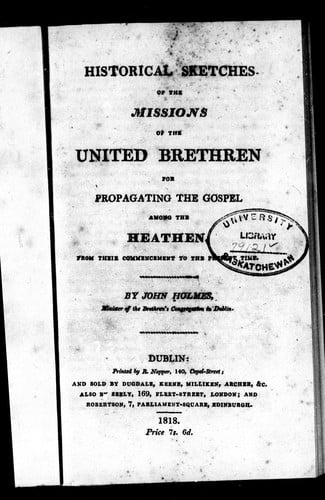 HISTORICAL SKETCHES
OF THE
MISSIONS
OF THE
UNITED BRETHREN
FOR
PROPAGATING THE GOSPEL
AMONG THE
HEATHEN,
FROM THEIR COMMENCEMENT TO THE PRESENT TIME.
UNIVERSITY
LIBRARY
SASKATCHEWAN
BY JOHN HOLMES,
Minister of the Brethren's Congregation in Dublin.
DUBLIN:
Printed by R. Napper, 140, Capel-Street;
AND SOLD BY DUGDALE, KEENE, MILLIKEN, ARCHER, &C.
ALSO BY SEELY, 169, FLEET-STREET, LONDON; AND
ROBERTSON, 7, PARLIAMENT-SQUARE, EDINBURGH.
1818.
Price 7s. 6d.